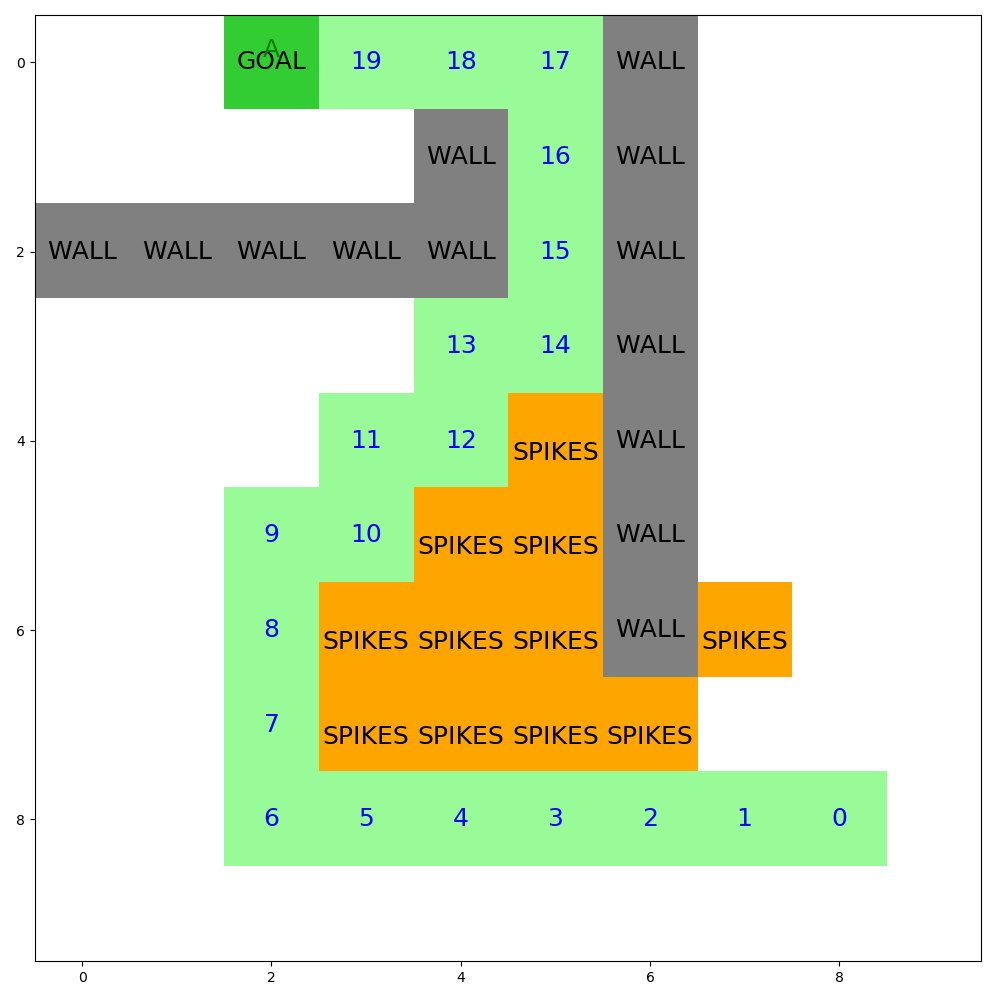 A
0 GOAL 19 18 17 WALL
WALL 16 WALL
2 WALL WALL WALL WALL WALL 15 WALL
13 14 WALL
4 11 12 SPIKES WALL
9 10 SPIKES SPIKES WALL
6 8 SPIKES SPIKES SPIKES WALL SPIKES
7 SPIKES SPIKES SPIKES SPIKES
8 6 5 4 3 2 1 0
0 2 4 6 8